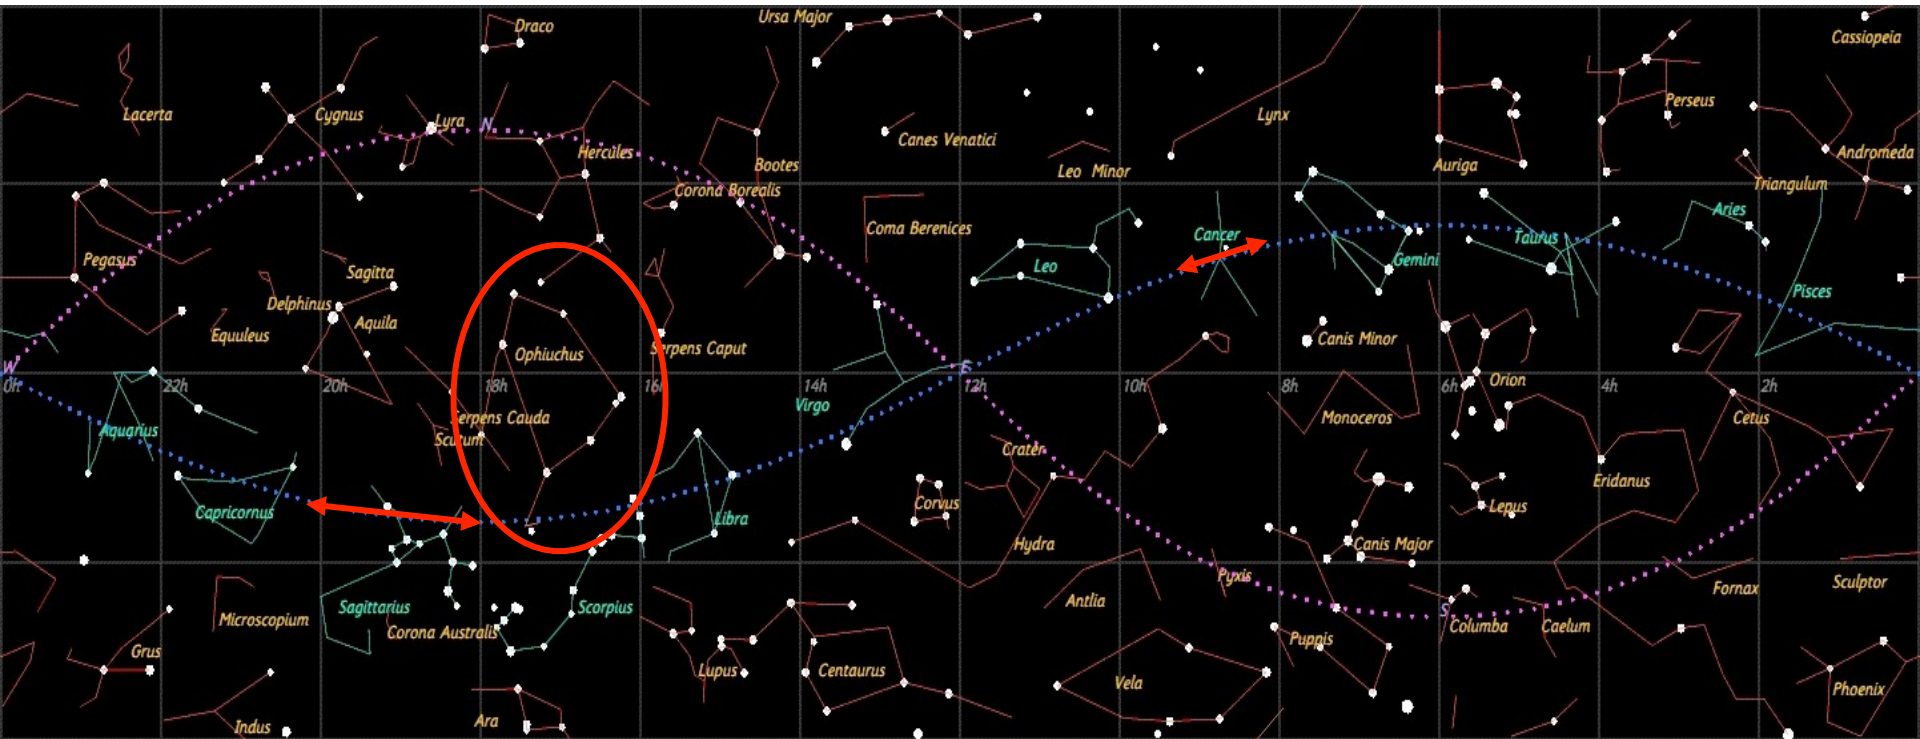 Draco
Ursa Major
Cassiopeia
Lacerta
Cygnus
Lyra
N
Hercules
Bootes
Canes Venatici
Leo Minor
Lynx
Auriga
Perseus
Andromeda
Triangulum
Corona Borealis
Coma Berenices
Cancer
Gemini
Taurus
Aries
Pegasus
Sagitta
Delphinus
Aquila
Equuleus
Ophiuchus
Serpens Caput
Leo
Canis Minor
Pisces
W
E
0h
22h
20h
18h
16h
14h
12h
10h
8h
6h
4h
2h
Orion
Aquarius
Serpens Cauda
Scutum
Virgo
Monoceros
Cetus
Crater
Corvus
Eridanus
Lepus
Capricornus
Libra
Hydra
Canis Major
Pyxis
Fornax
Sculptor
Antlia
Sagittarius
Scorpius
Microscopium
Corona Australis
S
Columba
Caelum
Puppis
Grus
Lupus
Centaurus
Vela
Phoenix
Indus
Ara